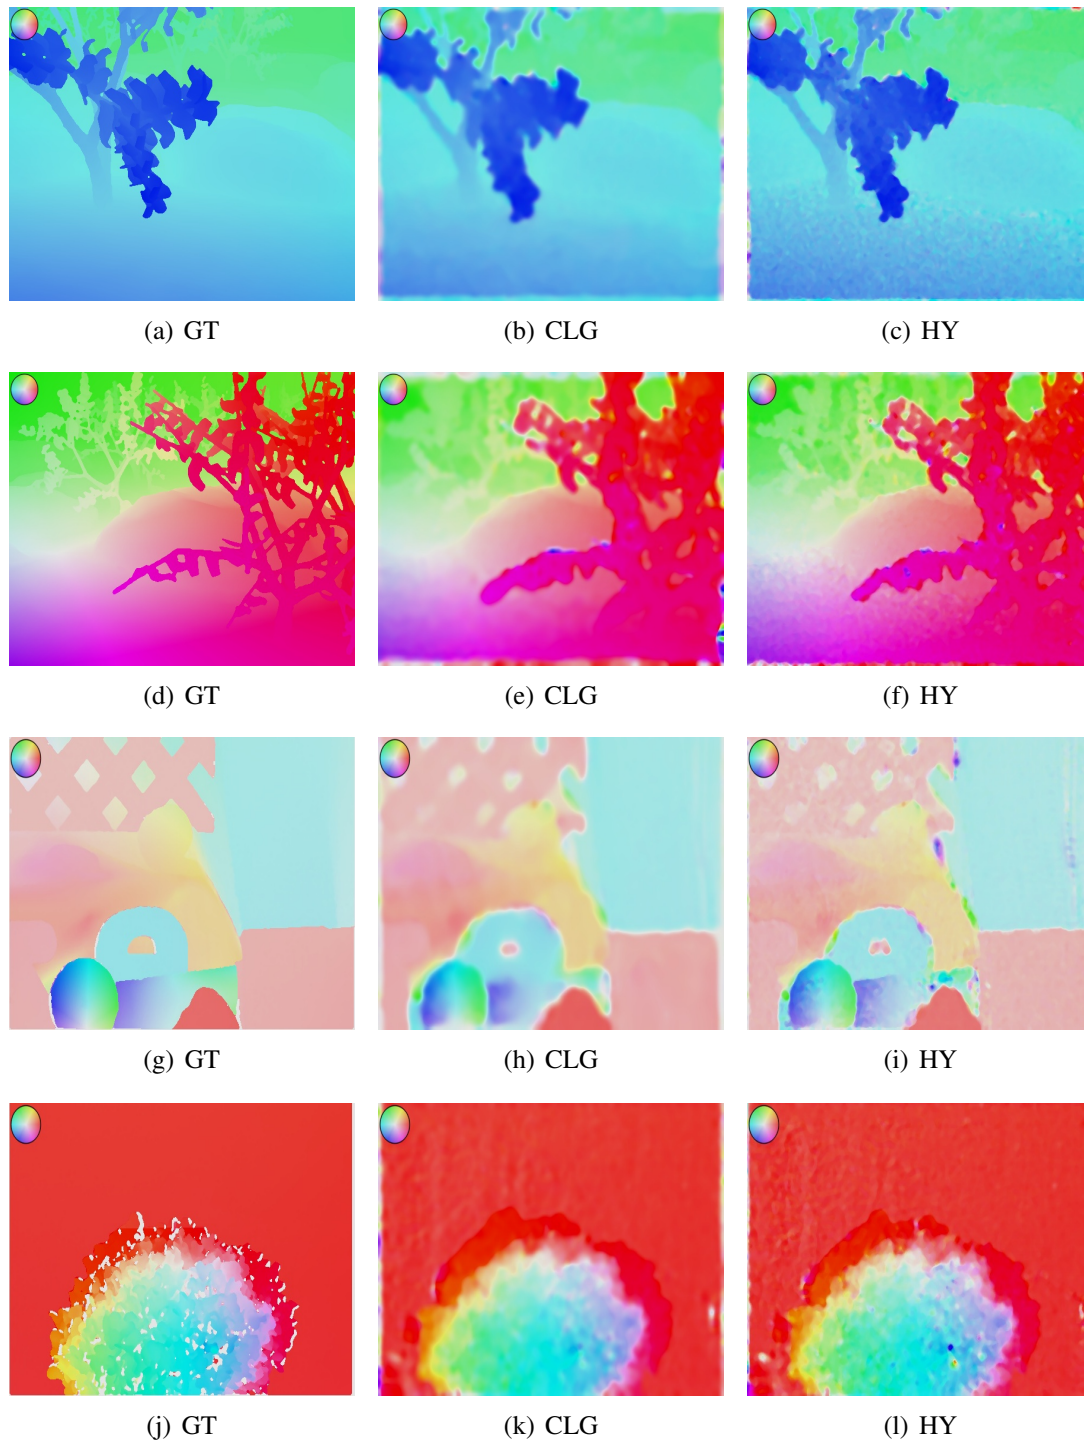 (a) GT
(b) CLG
(c) HY
(d) GT
(e) CLG
(f) HY
(g) GT
(h) CLG
(i) HY
(j) GT
(k) CLG
(l) HY